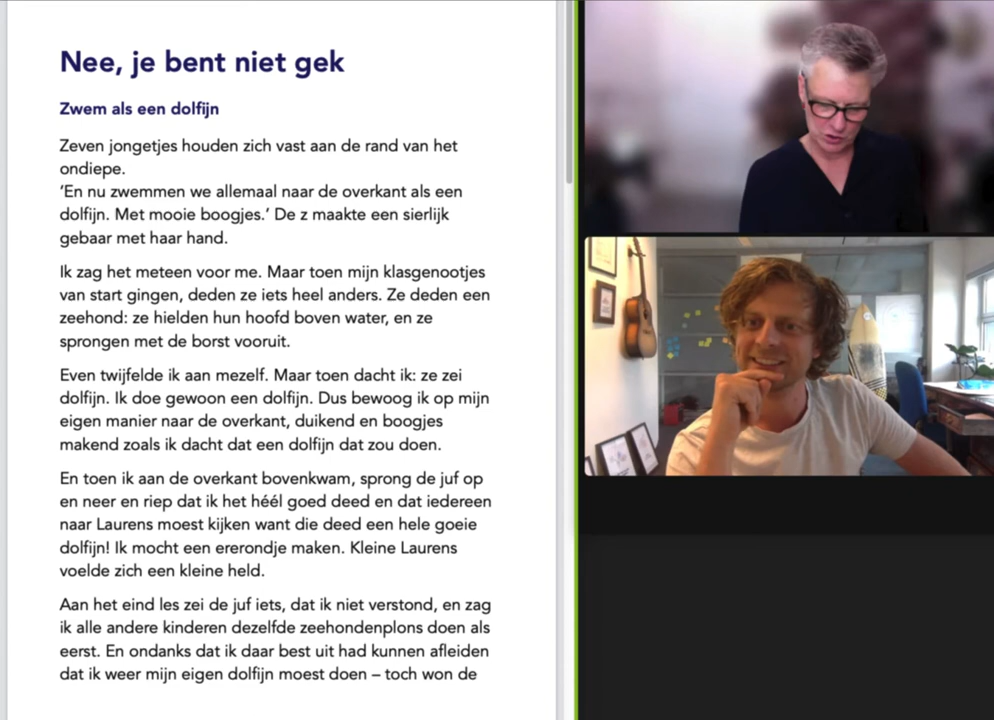 Nee, je bent niet gek
Zwem als een dolfijn
Zeven jongetjes houden zich vast aan de rand van het
ondiepe.
‘En nu zwemmen we allemaal naar de overkant als een
dolfijn. Met mooie boogjes.’ De z maakte een sierlijk
gebaar met haar hand.
Ik zag het meteen voor me. Maar toen mijn klasgenootjes
van start gingen, deden ze iets heel anders. Ze deden een
zeehond: ze hielden hun hoofd boven water, en ze
sprongen met de borst vooruit.
Even twijfelde ik aan mezelf. Maar toen dacht ik: ze zei
dolfijn. Ik doe gewoon een dolfijn. Dus bewoog ik op mijn
eigen manier naar de overkant, duikend en boogjes
makend zoals ik dacht dat een dolfijn dat zou doen.
En toen ik aan de overkant bovenkwam, sprong de juf op
en neer en riep dat ik het héél goed deed en dat iedereen
naar Laurens moest kijken want die deed een hele goeie
dolfijn! Ik mocht een ererondje maken. Kleine Laurens
voelde zich een kleine held.
Aan het eind les zei de juf iets, dat ik niet verstond, en zag
ik alle andere kinderen dezelfde zeehondenplons doen als
eerst. En ondanks dat ik daar best uit had kunnen afleiden
dat ik weer mijn eigen dolfijn moest doen – toch won de